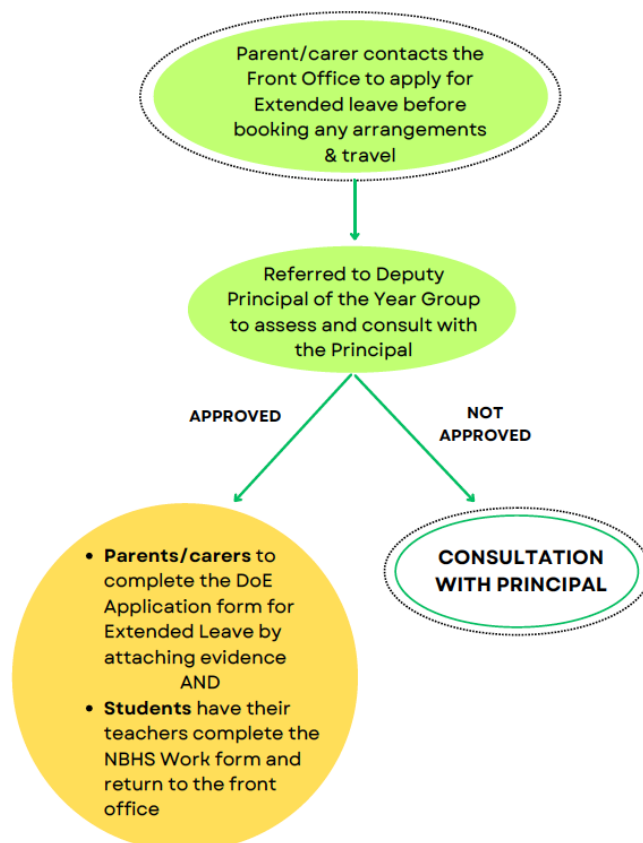 Parent/carer contacts the
Front Office to apply for
Extended leave before
booking any arrangements
& travel
Referred to Deputy
Principal of the Year Group
to assess and consult with
the Principal
APPROVED
NOT
APPROVED
• Parents/carers to
complete the DoE
Application form for
Extended Leave by
attaching evidence
AND
• Students have their
teachers complete the
NBHS Work form and
return to the front
office
CONSULTATION
WITH PRINCIPAL